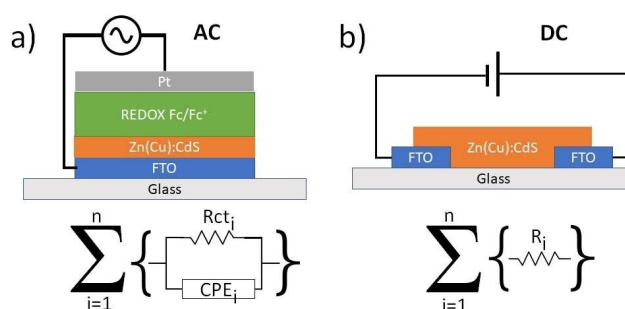 a)
AC
Pt
REDOX Fc/Fc⁺
Zn(Cu):CdS
FTO
Glass
n
∑ { Rctᵢ
CPEᵢ }
i=1
b)
DC
Zn(Cu):CdS
FTO
FTO
Glass
n
∑ { Rᵢ }
i=1